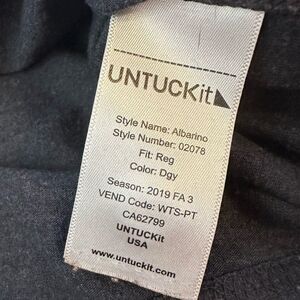 UNTUCKit
Style Name: Albarino
Style Number: 02078
Fit: Reg
Color: Dgy
Season: 2019 FA 3
VEND Code: WTS-PT
CA62799
UNTUCKit
USA
www.untuckit.com